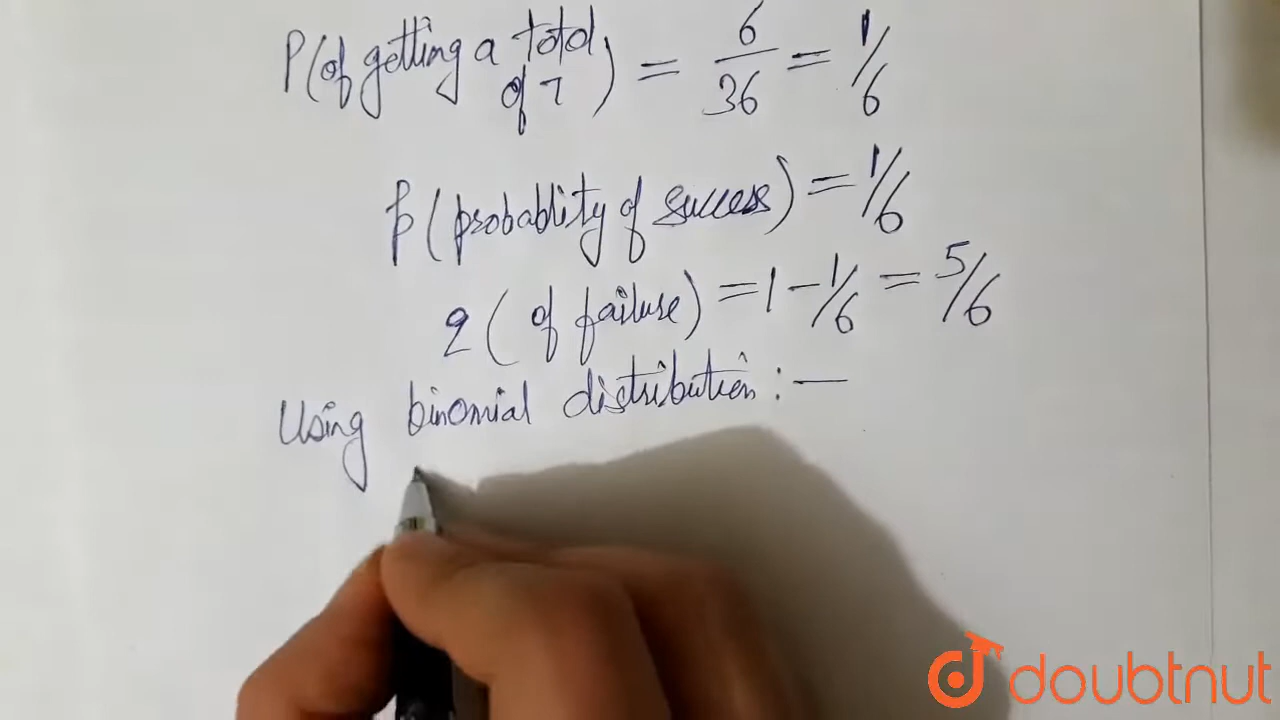 P(of getting a total of 7) = 6/36 = 1/6
p (probablity of success) = 1/6
q ( of failure) = 1 - 1/6 = 5/6
Using binomial distribution : —
doubtnut